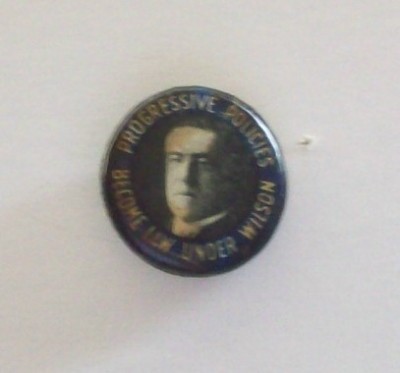 PROGRESSIVE POLICIES
BECOME LAW UNDER WILSON